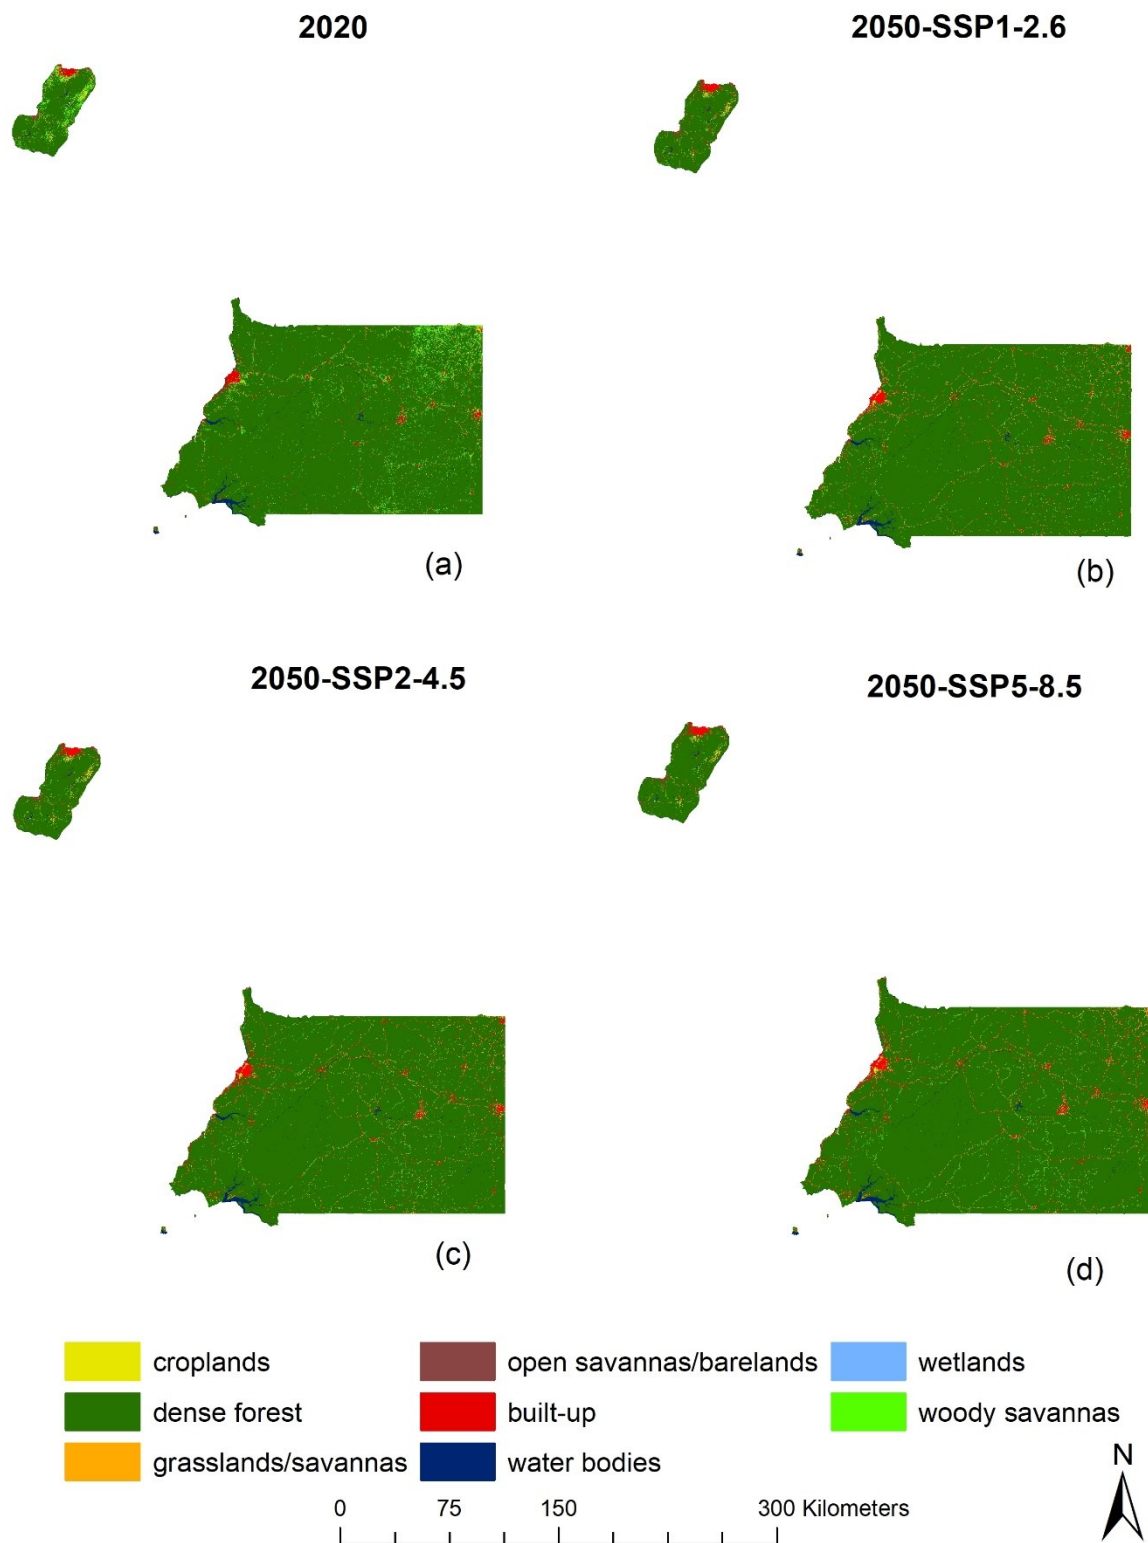 2020
2050-SSP1-2.6
(a)
(b)
2050-SSP2-4.5
2050-SSP5-8.5
(c)
(d)
croplands
open savannas/barelands
wetlands
dense forest
built-up
woody savannas
grasslands/savannas
water bodies
N
0 75 150 300 Kilometers